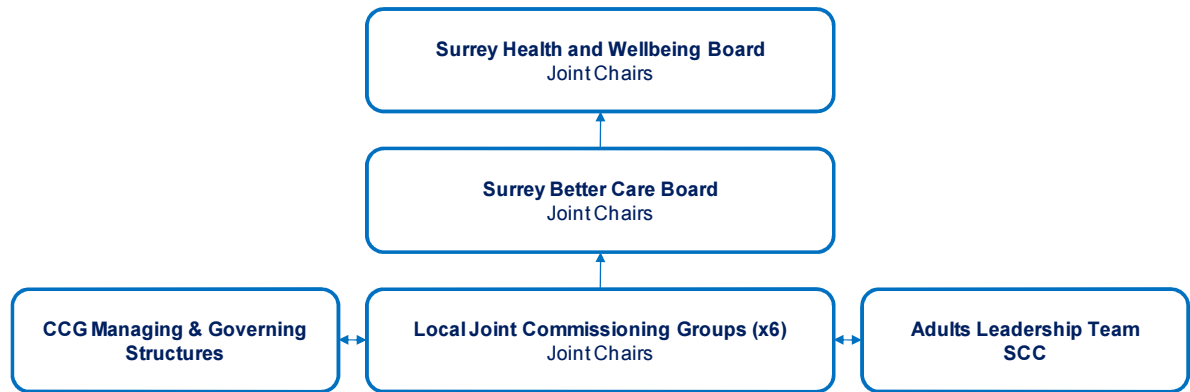 Surrey Health and Wellbeing Board
Joint Chairs
Surrey Better Care Board
Joint Chairs
CCG Managing & Governing
Structures
Local Joint Commissioning Groups (x6)
Joint Chairs
Adults Leadership Team
SCC